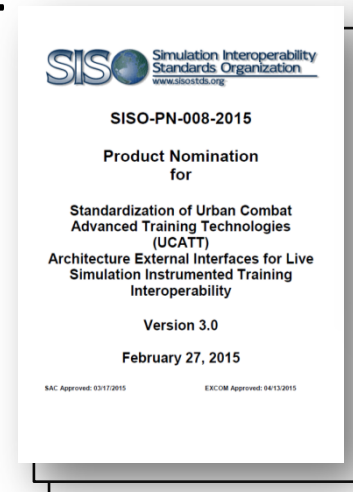 SISO
Simulation Interoperability
Standards Organization
www.sisostds.org
SISO-PN-008-2015
Product Nomination
for
Standardization of Urban Combat
Advanced Training Technologies
(UCATT)
Architecture External Interfaces for Live
Simulation Instrumented Training
Interoperability
Version 3.0
February 27, 2015
SAC Approved: 03/17/2015 EXCOM Approved: 04/13/2015